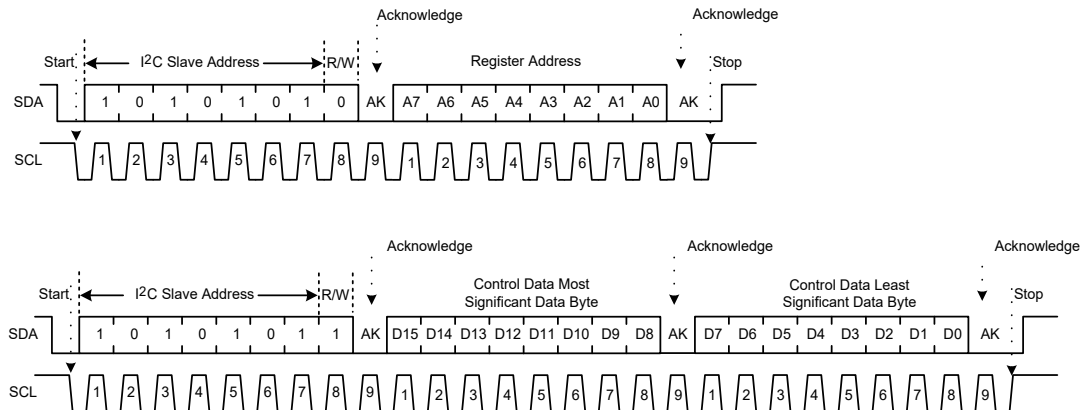 Acknowledge Acknowledge
Start I2C Slave Address R/W Register Address Stop
SDA 1 0 1 0 1 0 1 0 AK A7 A6 A5 A4 A3 A2 A1 A0 AK
SCL 1 2 3 4 5 6 7 8 9 1 2 3 4 5 6 7 8 9
Acknowledge Acknowledge Acknowledge
Start I2C Slave Address R/W Control Data Most Significant Data Byte Control Data Least Significant Data Byte Stop
SDA 1 0 1 0 1 0 1 1 AK D15 D14 D13 D12 D11 D10 D9 D8 AK D7 D6 D5 D4 D3 D2 D1 D0 AK
SCL 1 2 3 4 5 6 7 8 9 1 2 3 4 5 6 7 8 9 1 2 3 4 5 6 7 8 9